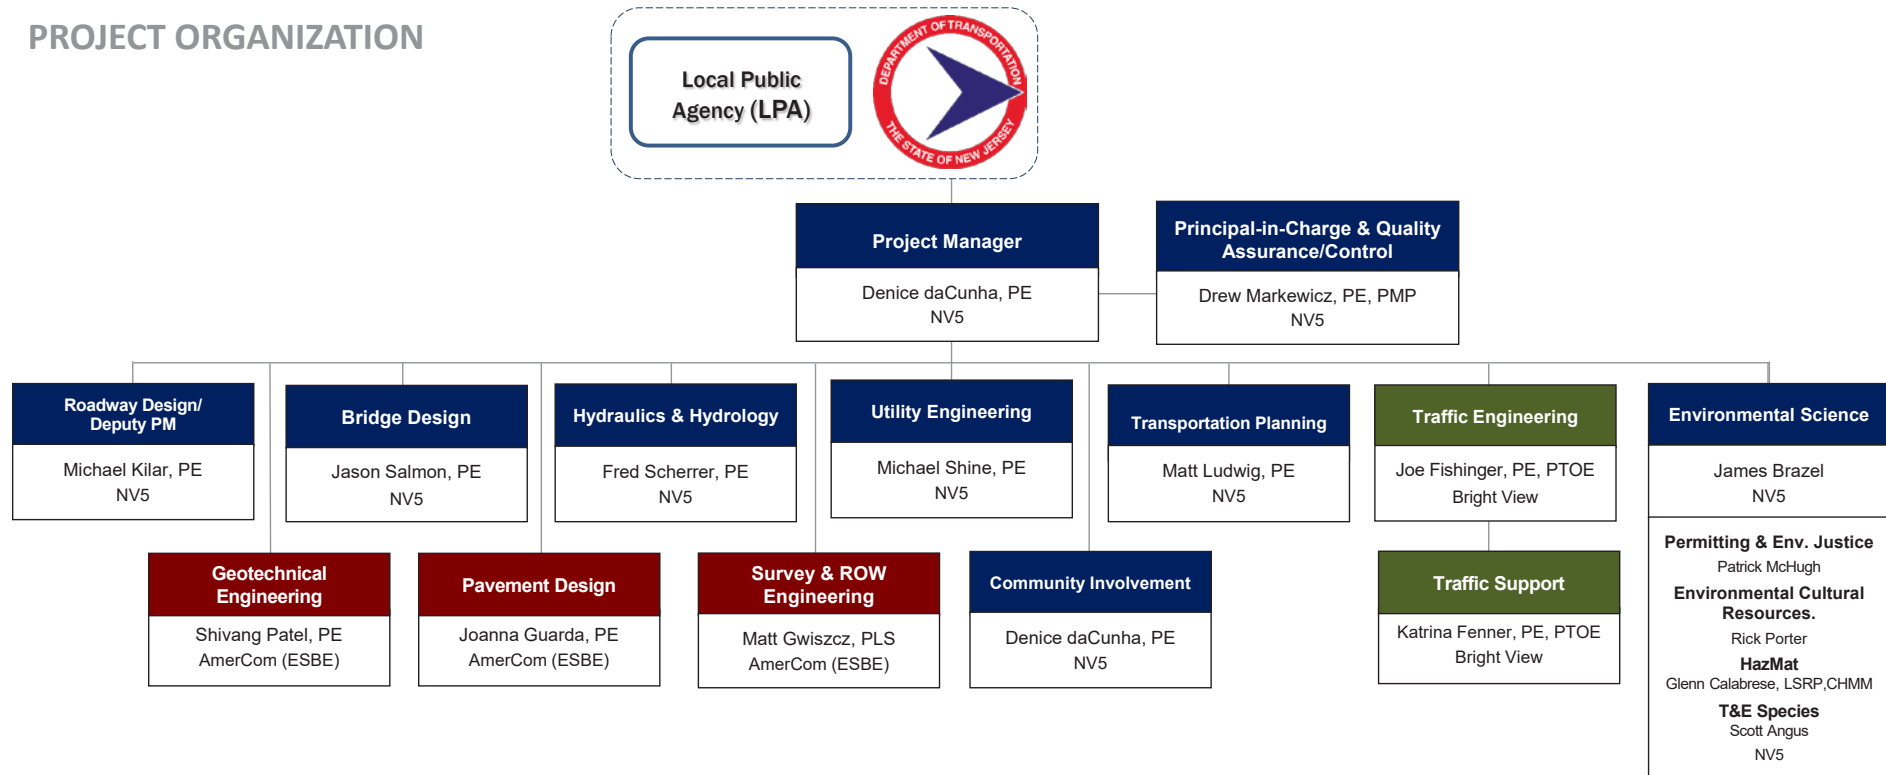 PROJECT ORGANIZATION
Local Public
Agency (LPA)
DEPARTMENT OF TRANSPORTATION
THE STATE OF NEW JERSEY
Project Manager
Denice daCunha, PE
NV5
Principal-in-Charge & Quality
Assurance/Control
Drew Markewicz, PE, PMP
NV5
Roadway Design/
Deputy PM
Michael Kilar, PE
NV5
Bridge Design
Jason Salmon, PE
NV5
Hydraulics & Hydrology
Fred Scherrer, PE
NV5
Utility Engineering
Michael Shine, PE
NV5
Transportation Planning
Matt Ludwig, PE
NV5
Traffic Engineering
Joe Fishinger, PE, PTOE
Bright View
Environmental Science
James Brazel
NV5
Permitting & Env. Justice
Patrick McHugh
Environmental Cultural
Resources.
Rick Porter
HazMat
Glenn Calabrese, LSRP,CHMM
T&E Species
Scott Angus
NV5
Geotechnical
Engineering
Shivang Patel, PE
AmerCom (ESBE)
Pavement Design
Joanna Guarda, PE
AmerCom (ESBE)
Survey & ROW
Engineering
Matt Gwiszcz, PLS
AmerCom (ESBE)
Community Involvement
Denice daCunha, PE
NV5
Traffic Support
Katrina Fenner, PE, PTOE
Bright View